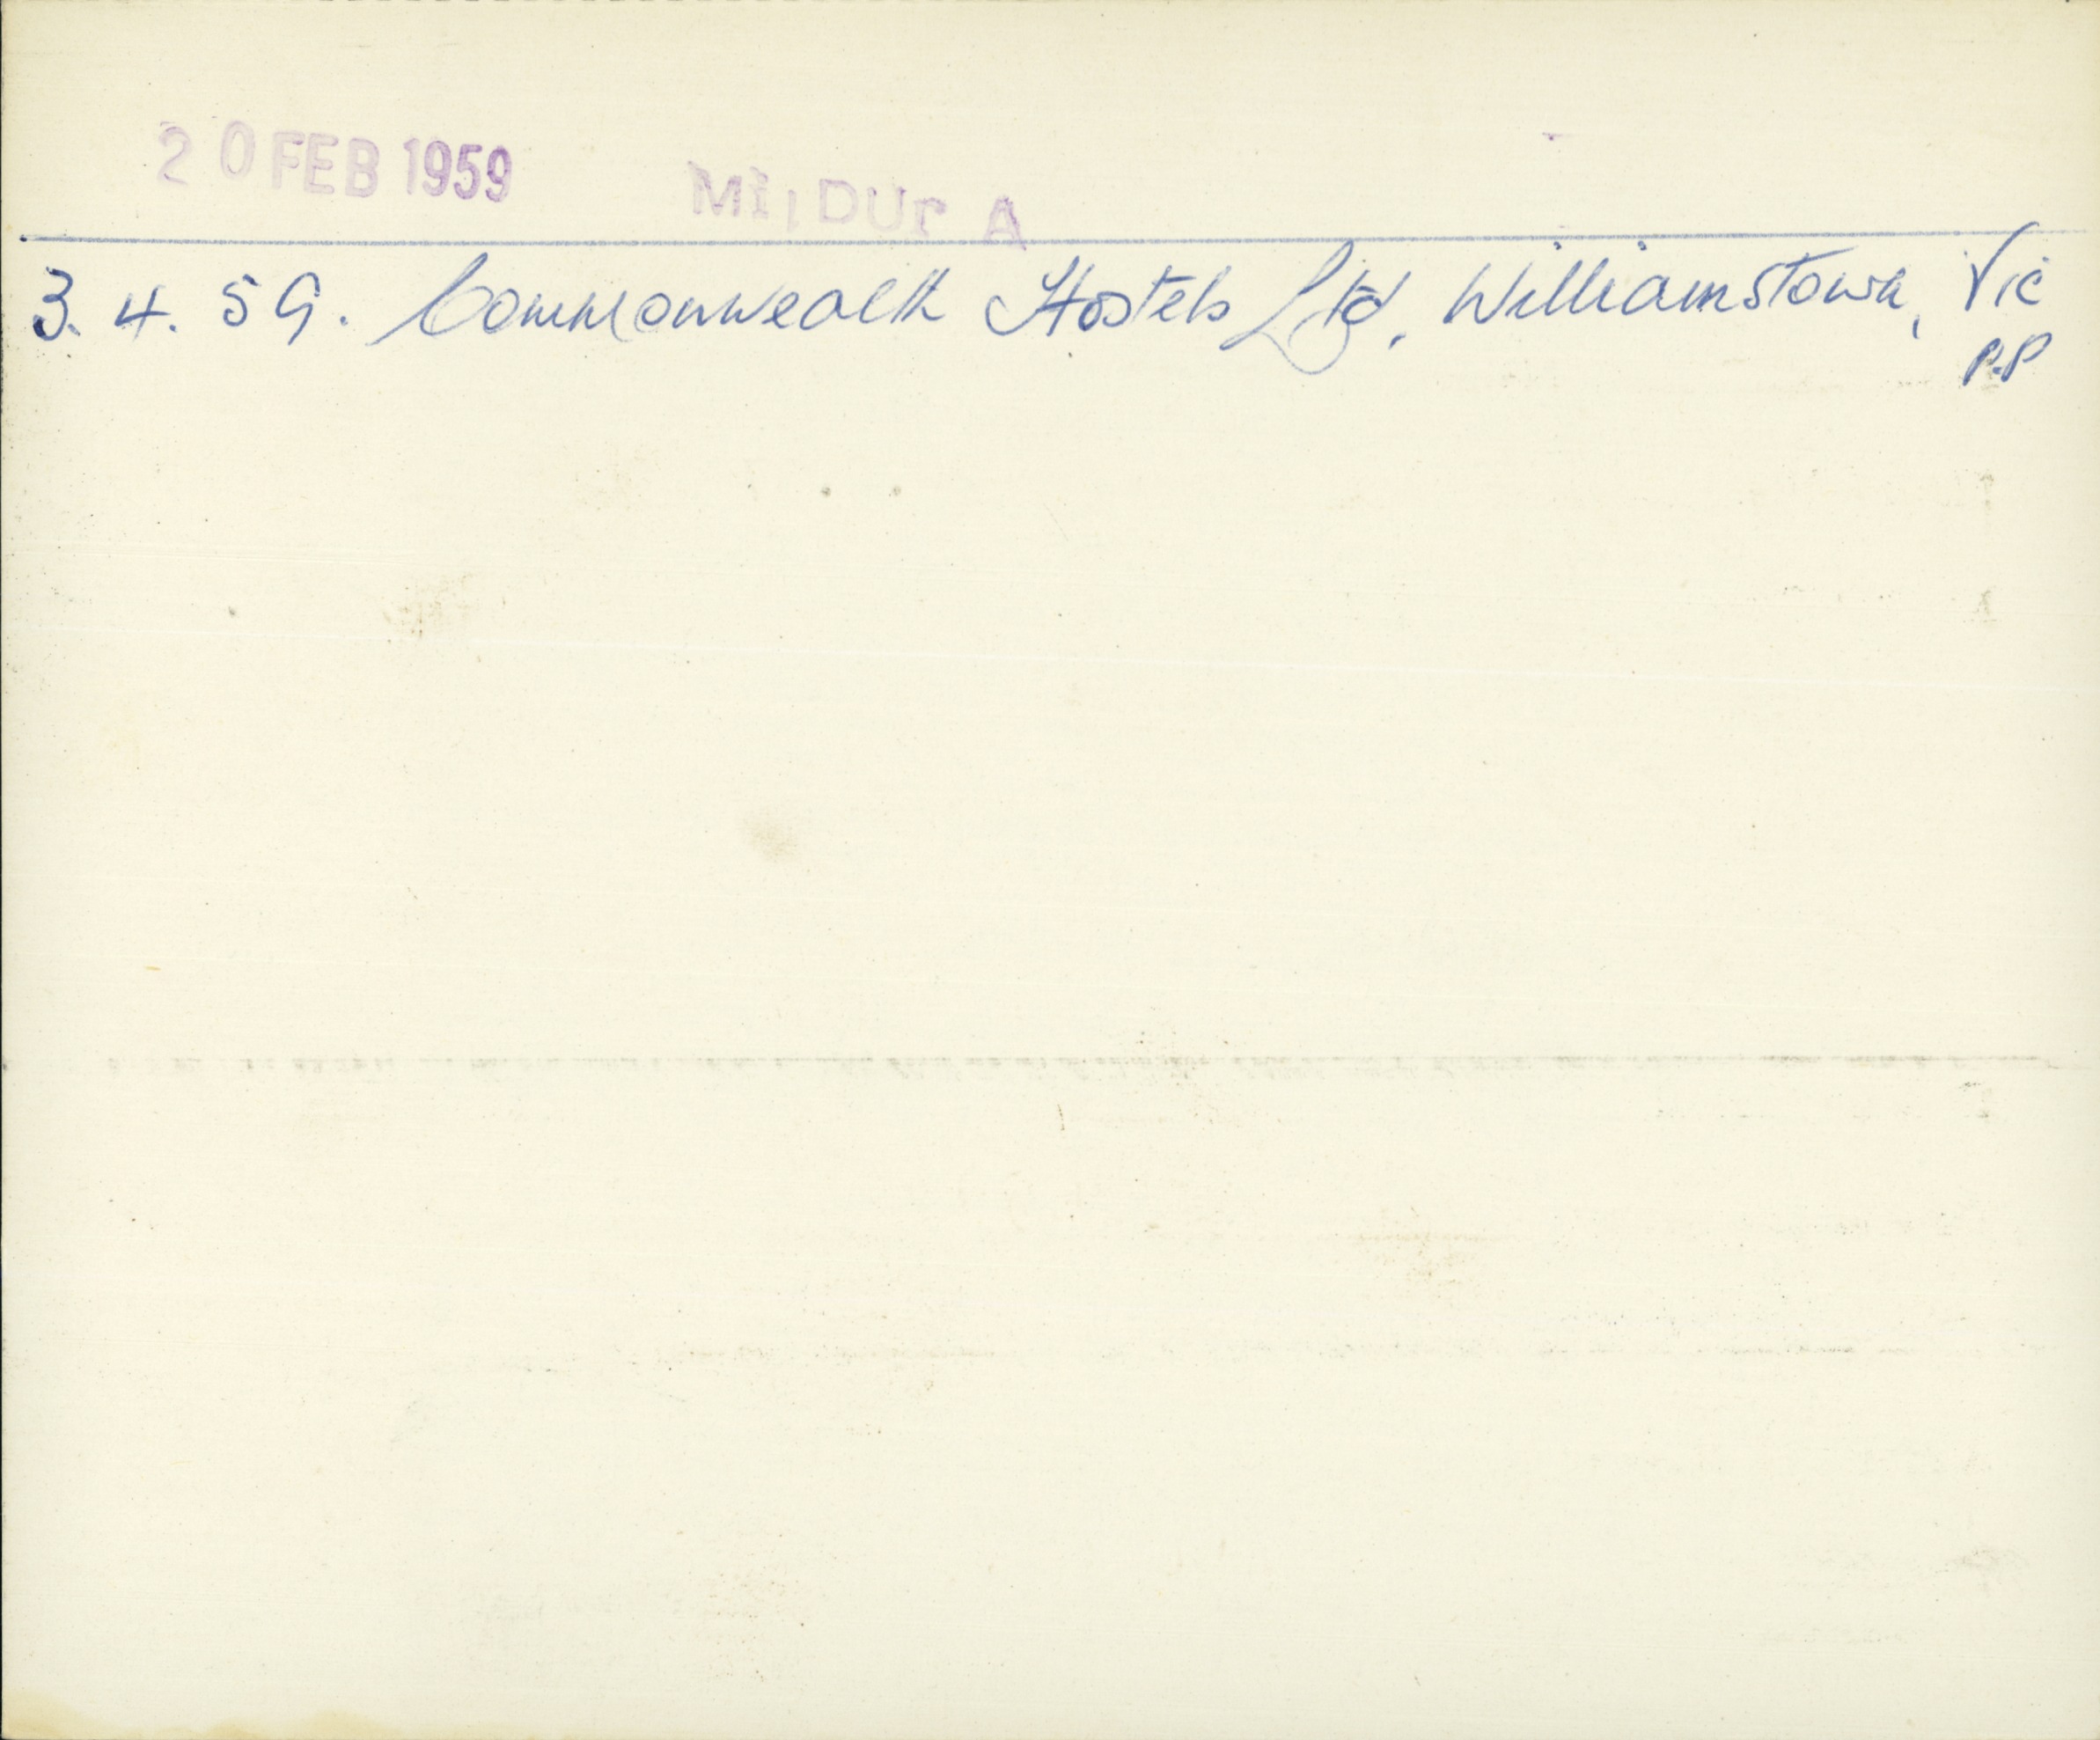 20 FEB 1959 MilDUrA
3. 4. 59. Commonwealth Hostels Ltd, Williamstown, Vic
P.P